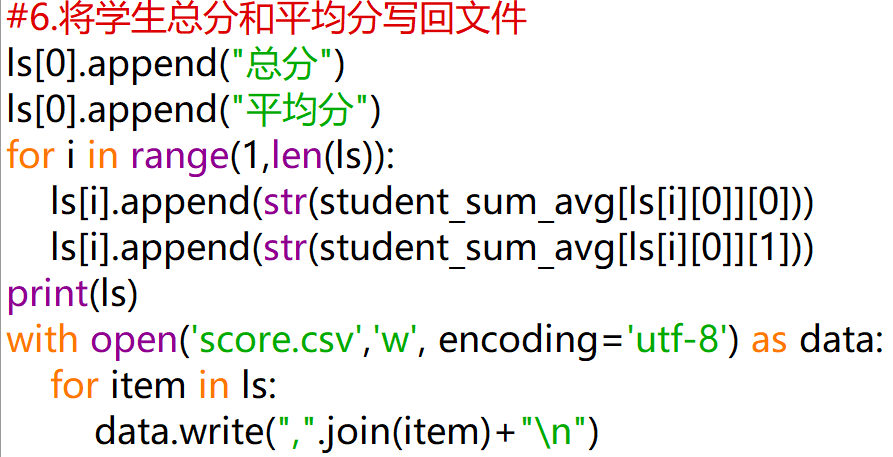 #6.将学生总分和平均分写回文件
ls[0].append("总分")
ls[0].append("平均分")
for i in range(1,len(ls)):
    ls[i].append(str(student_sum_avg[ls[i][0]][0]))
    ls[i].append(str(student_sum_avg[ls[i][0]][1]))
print(ls)
with open('score.csv','w', encoding='utf-8') as data:
    for item in ls:
        data.write(",".join(item)+"\n")